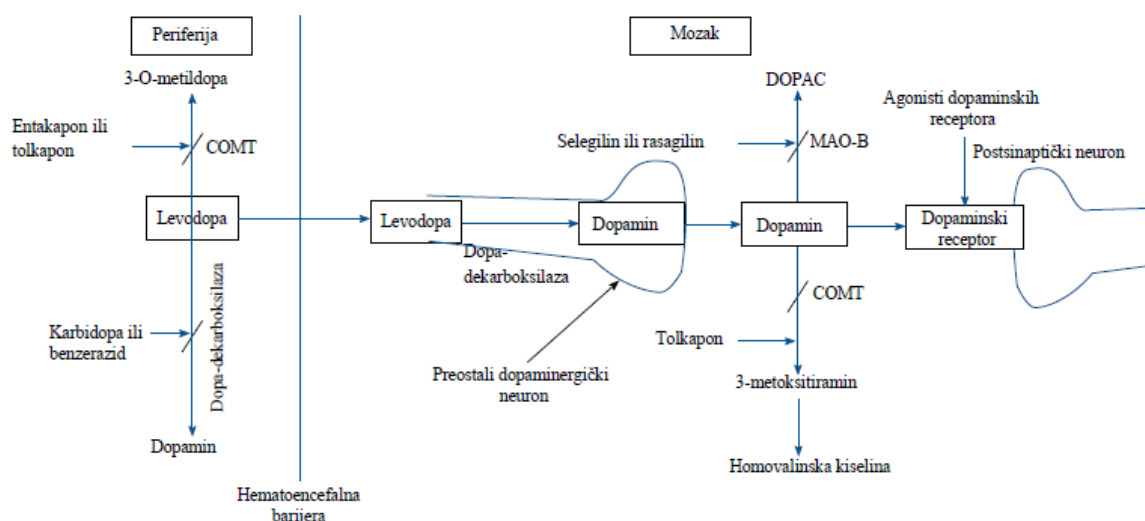 Periferija
Mozak
3-O-metildopa
Entakapon ili
tolkapon
COMT
Levodopa
Dopa-dekarboksilaza
Karbidopa ili
benzerazid
Dopamin
Hematoencefalna
barijera
Levodopa
Dopa-
dekarboksilaza
Dopamin
Preostali dopaminergički
neuron
DOPAC
Selegilin ili rasagilin
MAO-B
Dopamin
COMT
Tolkapon
3-metoksitiramin
Homovalinska kiselina
Agonisti dopaminskih
receptora
Postsinaptički neuron
Dopaminski
receptor